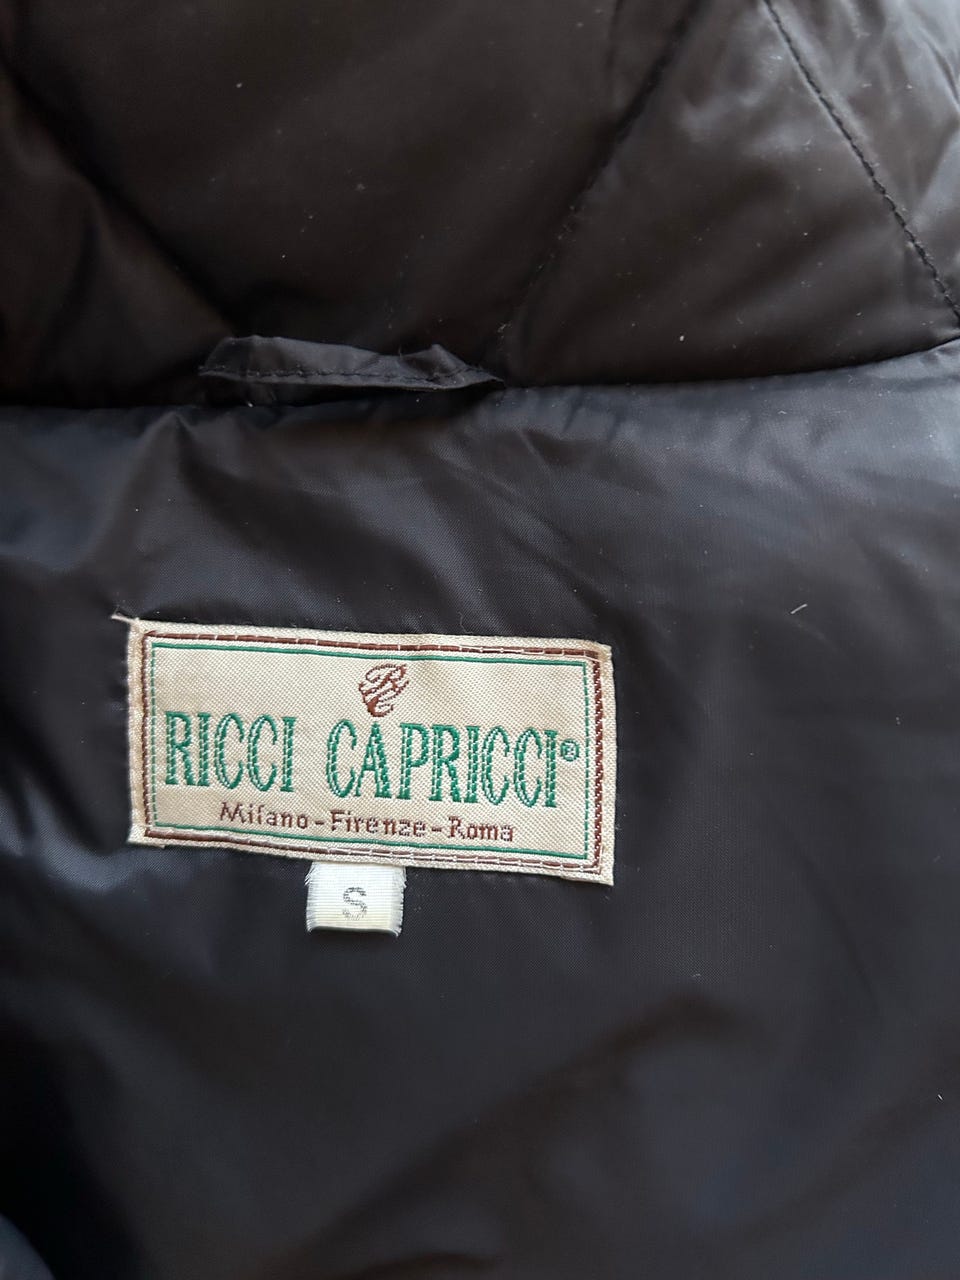 RC
RICCI CAPRICCI®
Milano - Firenze - Roma
S